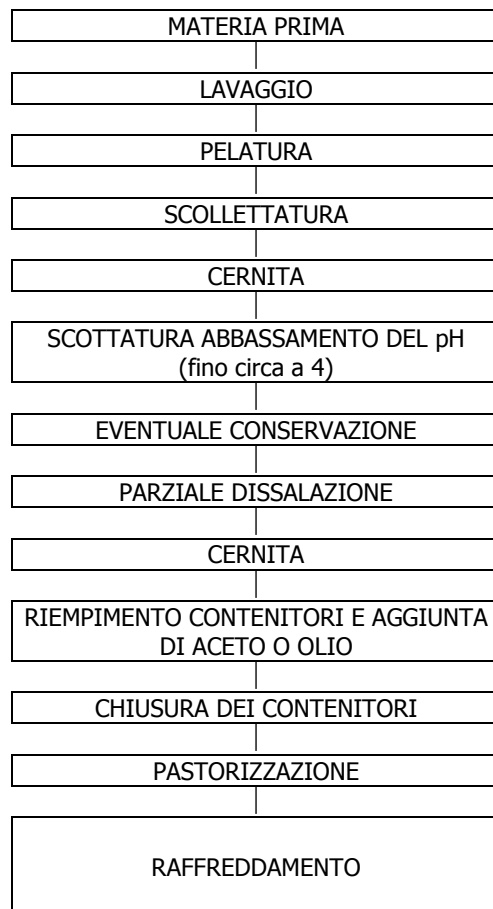 MATERIA PRIMA
LAVAGGIO
PELATURA
SCOLLETTATURA
CERNITA
SCOTTATURA ABBASSAMENTO DEL pH
(fino circa a 4)
EVENTUALE CONSERVAZIONE
PARZIALE DISSALAZIONE
CERNITA
RIEMPIMENTO CONTENITORI E AGGIUNTA
DI ACETO O OLIO
CHIUSURA DEI CONTENITORI
PASTORIZZAZIONE
RAFFREDDAMENTO